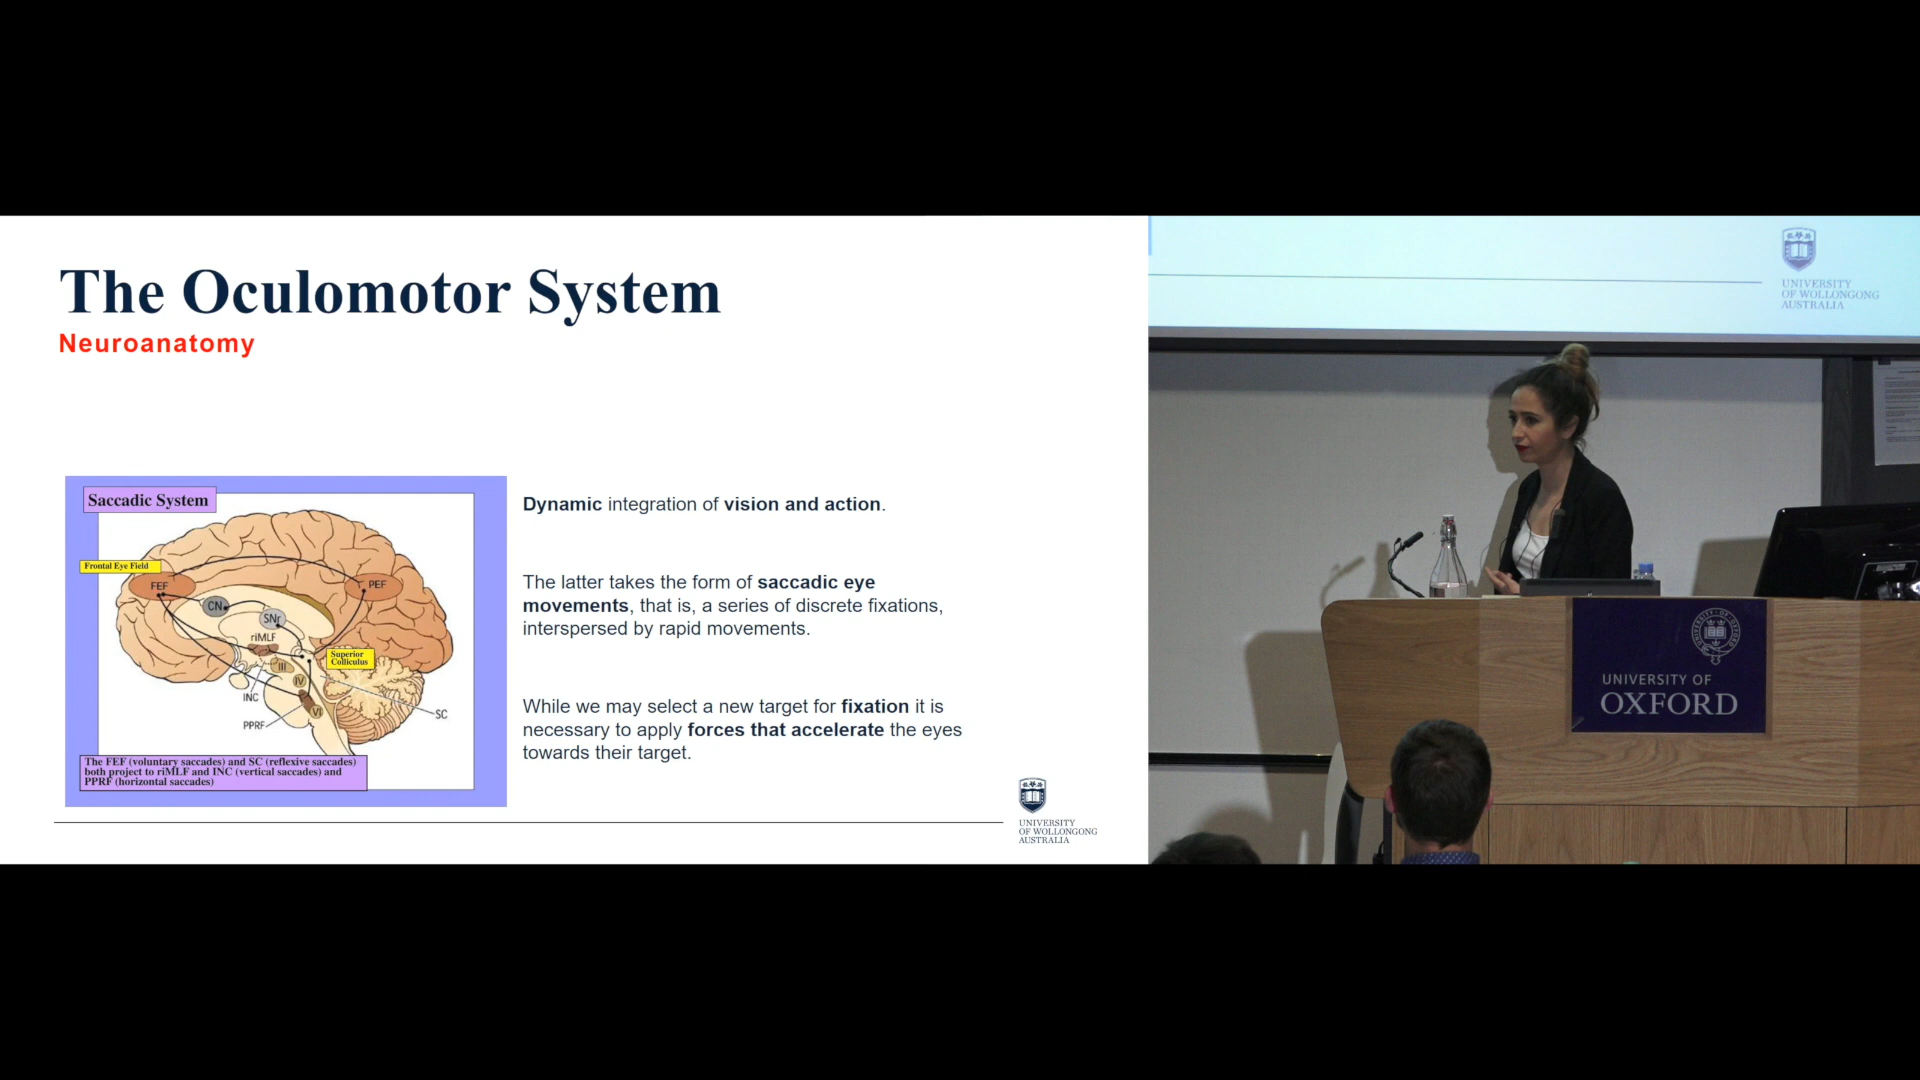 The Oculomotor System
Neuroanatomy
Saccadic System
Frontal Eye Field
FEF
PEF
CN
SNr
riMLF
III
IV
VI
INC
PPRF
Superior
Colliculus
SC
The FEF (voluntary saccades) and SC (reflexive saccades)
both project to riMLF and INC (vertical saccades) and
PPRF (horizontal saccades)
Dynamic integration of vision and action.
The latter takes the form of saccadic eye
movements, that is, a series of discrete fixations,
interspersed by rapid movements.
While we may select a new target for fixation it is
necessary to apply forces that accelerate the eyes
towards their target.
UNIVERSITY
OF WOLLONGONG
AUSTRALIA
UNIVERSITY
OF WOLLONGONG
AUSTRALIA
UNIVERSITY OF
OXFORD